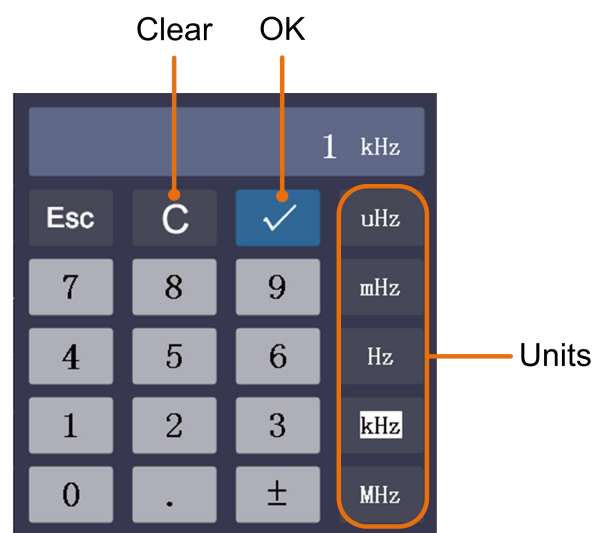 Clear OK
1 kHz
Esc C ✓ uHz
7 8 9 mHz
4 5 6 Hz
Units
1 2 3 kHz
0 . ± MHz